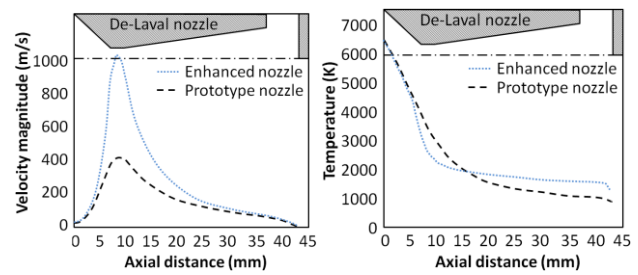 De-Laval nozzle
1000
800
600
400
200
0
Velocity magnitude (m/s)
Enhanced nozzle
Prototype nozzle
0 5 10 15 20 25 30 35 40 45
Axial distance (mm)
De-Laval nozzle
7000
6000
5000
4000
3000
2000
1000
0
Temperature (K)
Enhanced nozzle
Prototype nozzle
0 5 10 15 20 25 30 35 40 45
Axial distance (mm)